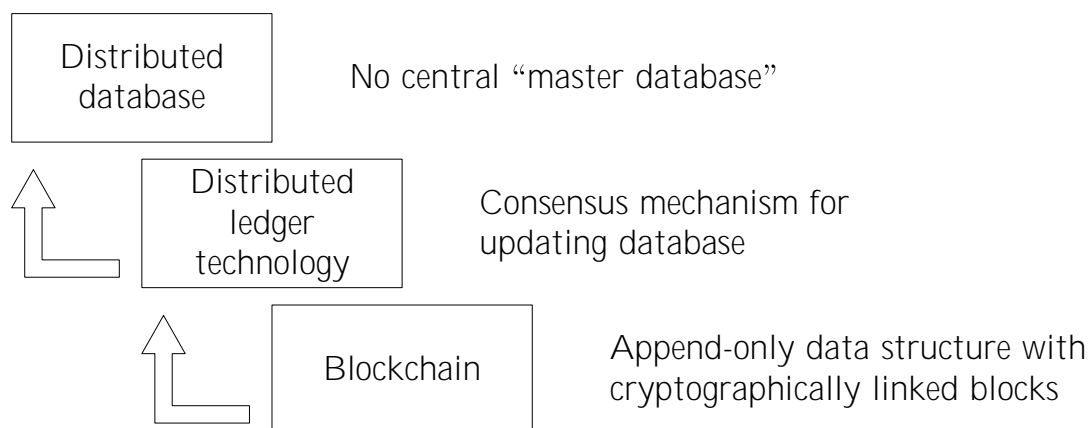 Distributed
database
No central “master database”
Distributed
ledger
technology
Consensus mechanism for
updating database
Blockchain
Append-only data structure with
cryptographically linked blocks